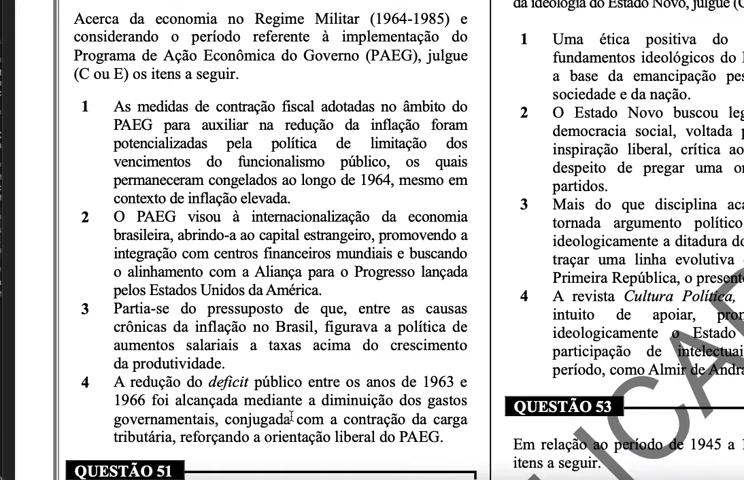 Acerca da economia no Regime Militar (1964-1985) e
considerando o período referente à implementação do
Programa de Ação Econômica do Governo (PAEG), julgue
(C ou E) os itens a seguir.
1 As medidas de contração fiscal adotadas no âmbito do
PAEG para auxiliar na redução da inflação foram
potencializadas pela política de limitação dos
vencimentos do funcionalismo público, os quais
permaneceram congelados ao longo de 1964, mesmo em
contexto de inflação elevada.
2 O PAEG visou à internacionalização da economia
brasileira, abrindo-a ao capital estrangeiro, promovendo a
integração com centros financeiros mundiais e buscando
o alinhamento com a Aliança para o Progresso lançada
pelos Estados Unidos da América.
3 Partia-se do pressuposto de que, entre as causas
crônicas da inflação no Brasil, figurava a política de
aumentos salariais a taxas acima do crescimento
da produtividade.
4 A redução do deficit público entre os anos de 1963 e
1966 foi alcançada mediante a diminuição dos gastos
governamentais, conjugada com a contração da carga
tributária, reforçando a orientação liberal do PAEG.
QUESTÃO 51
da ideologia do Estado Novo, julgue
1 Uma ética positiva do
fundamentos ideológicos do
a base da emancipação
sociedade e da nação.
2 O Estado Novo buscou
democracia social, voltada
inspiração liberal, crítica ao
despeito de pregar uma
partidos.
3 Mais do que disciplina
tornada argumento político
ideologicamente a ditadura
traçar uma linha evolutiva
Primeira República, o
4 A revista Cultura Política,
intuito de apoiar,
ideologicamente o Estado
participação de
período, como Almir de
QUESTÃO 53
Em relação ao período de 1945 a
itens a seguir.